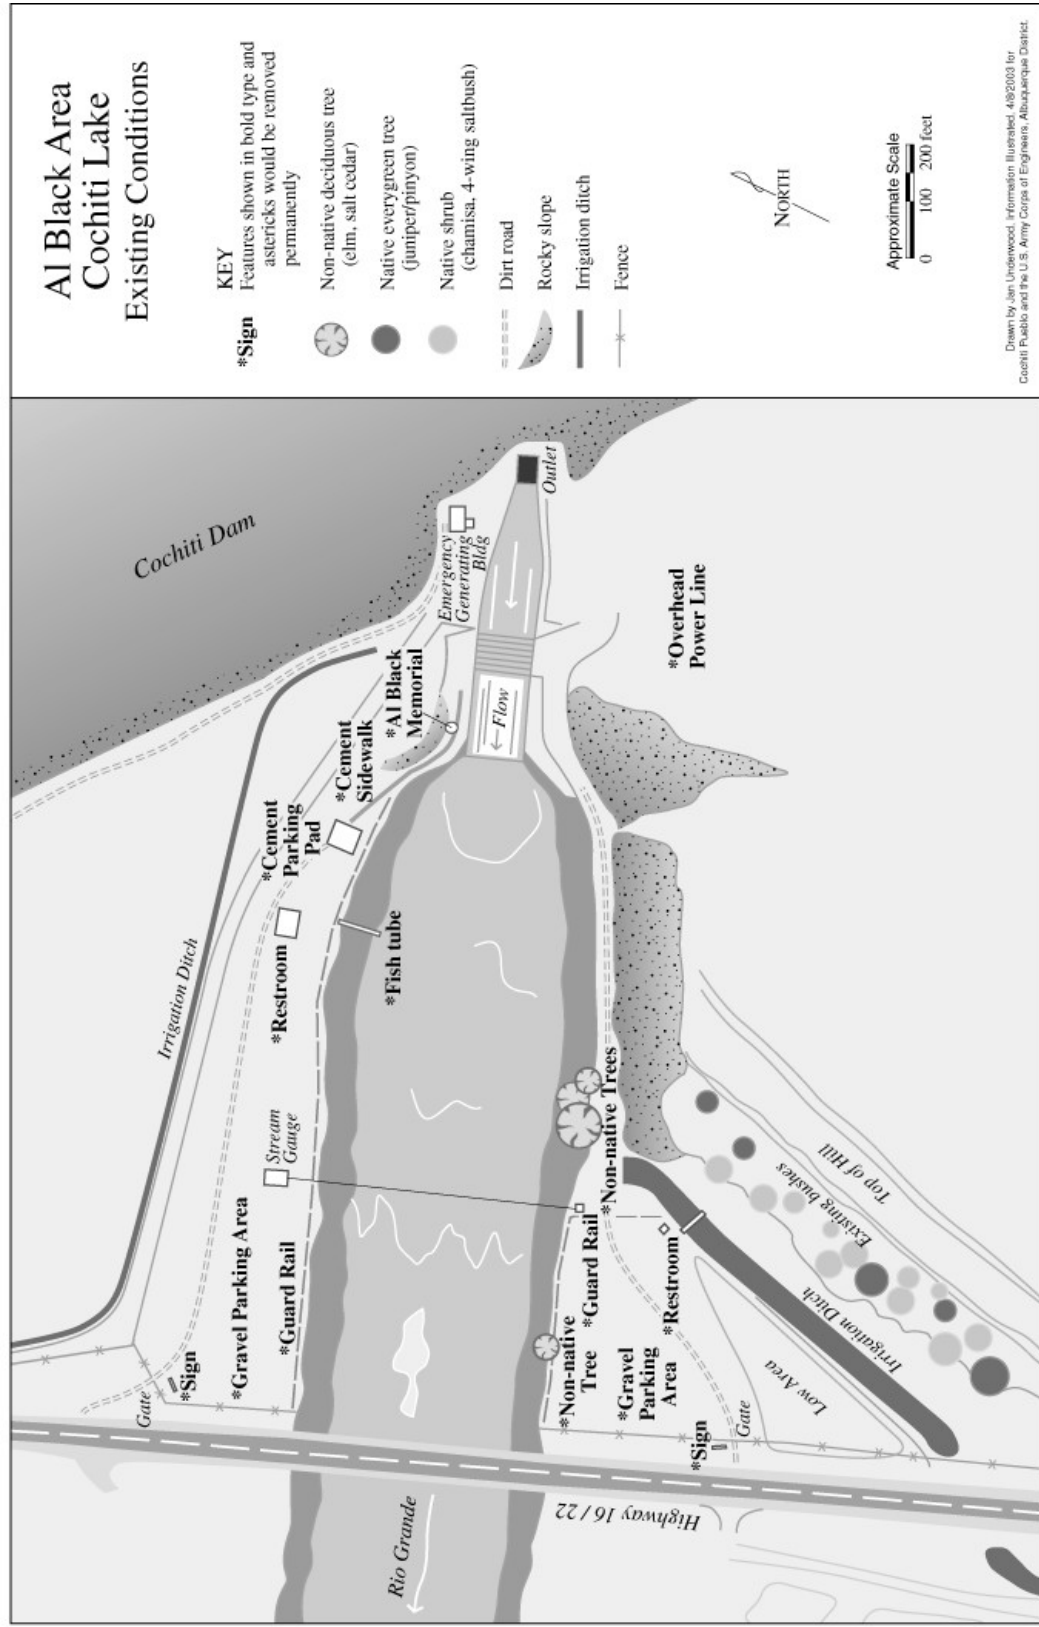 Al Black Area
Cochiti Lake
Existing Conditions
KEY
*Sign
Features shown in bold type and
astericks would be removed
permanently
Non-native deciduous tree
(elm, salt cedar)
Native everygreen tree
(juniper/pinyon)
Native shrub
(chamisa, 4-wing saltbush)
Dirt road
Rocky slope
Irrigation ditch
Fence
NORTH
Approximate Scale
0 100 200 feet
Drawn by Jan Underwood, Information Illustrated, 4/8/2003 for
Cochiti Pueblo and the U.S. Army Corps of Engineers, Albuquerque District.
Cochiti Dam
Irrigation Ditch
Emergency
Generating
Bldg
Outlet
*Al Black
Memorial
Flow
*Overhead
Power Line
*Cement
Sidewalk
*Cement
Parking
Pad
*Restroom
*Fish tube
Stream
Gauge
*Gravel Parking Area
*Guard Rail
*Sign
Gate
*Non-native Trees
*Guard Rail
*Restroom
*Non-native
Tree
*Gravel
Parking
Area
*Sign
Gate
Low Area
Irrigation Ditch
Existing bushes
Top of Hill
Highway 16 / 22
Rio Grande